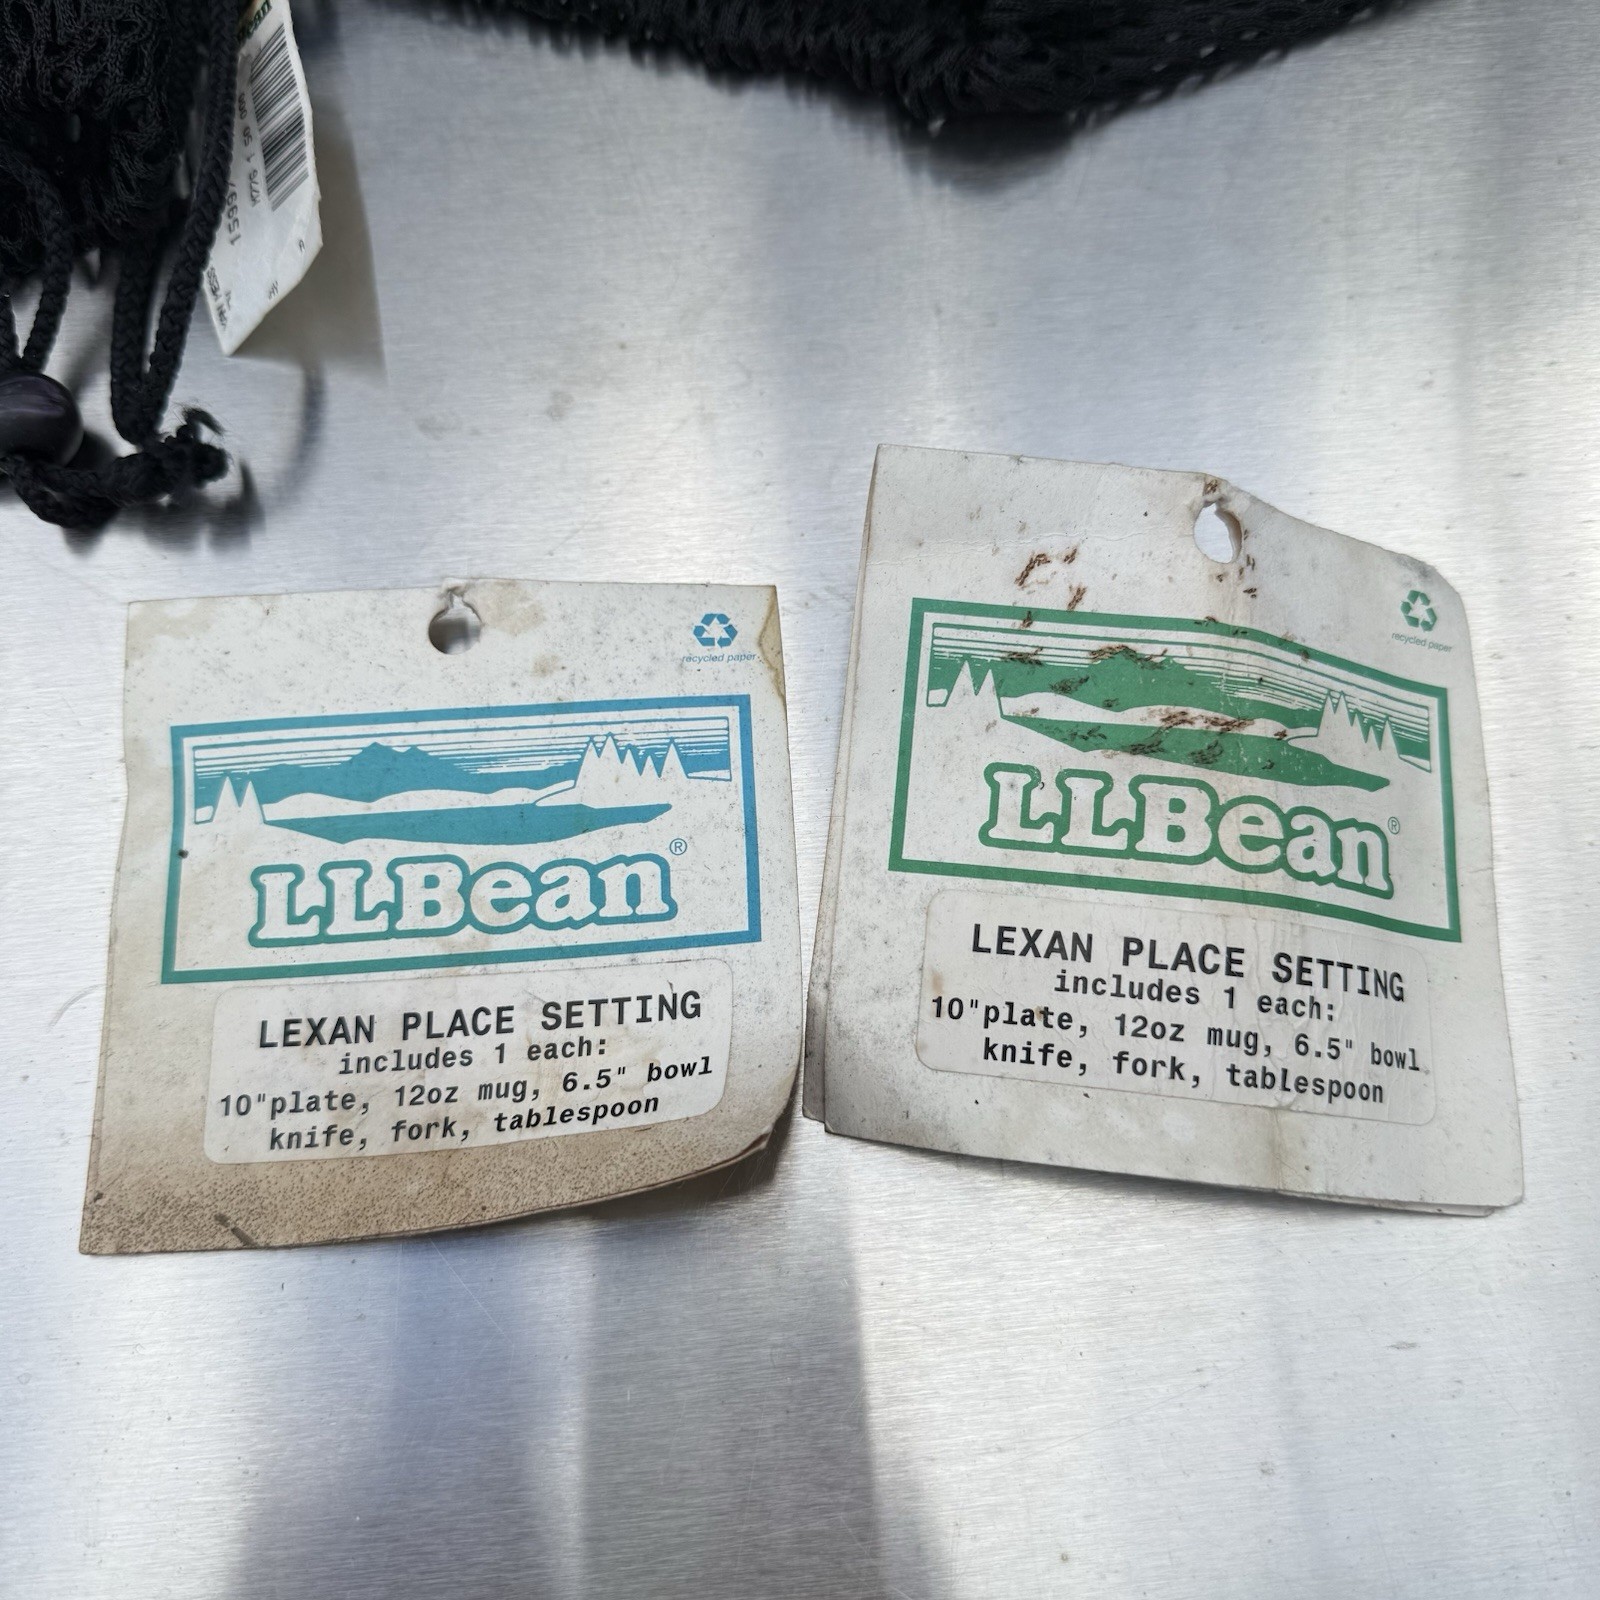 recycled paper
LLBean®
LEXAN PLACE SETTING
includes 1 each:
10"plate, 12oz mug, 6.5" bowl
knife, fork, tablespoon
recycled paper
LLBean®
LEXAN PLACE SETTING
includes 1 each:
10"plate, 12oz mug, 6.5" bowl
knife, fork, tablespoon